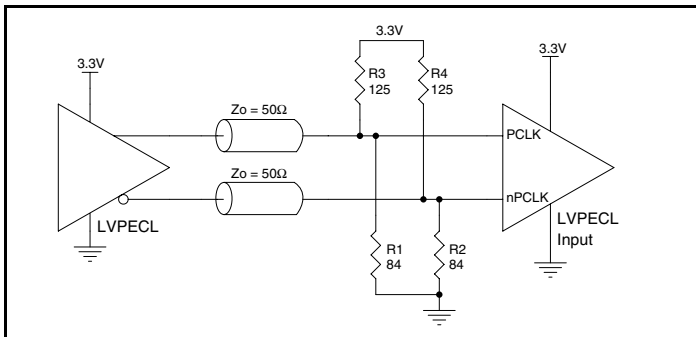 3.3V
3.3V
R3
125
R4
125
3.3V
Zo = 50Ω
PCLK
Zo = 50Ω
nPCLK
LVPECL
LVPECL
Input
R1
84
R2
84